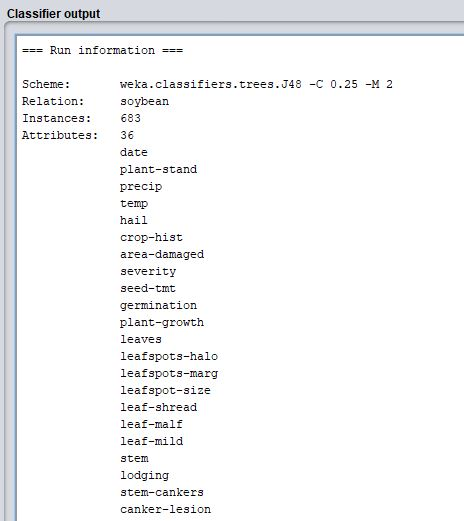 Classifier output
=== Run information ===
Scheme: weka.classifiers.trees.J48 -C 0.25 -M 2
Relation: soybean
Instances: 683
Attributes: 36
date
plant-stand
precip
temp
hail
crop-hist
area-damaged
severity
seed-tmt
germination
plant-growth
leaves
leafspots-halo
leafspots-marg
leafspot-size
leaf-shread
leaf-malf
leaf-mild
stem
lodging
stem-cankers
canker-lesion